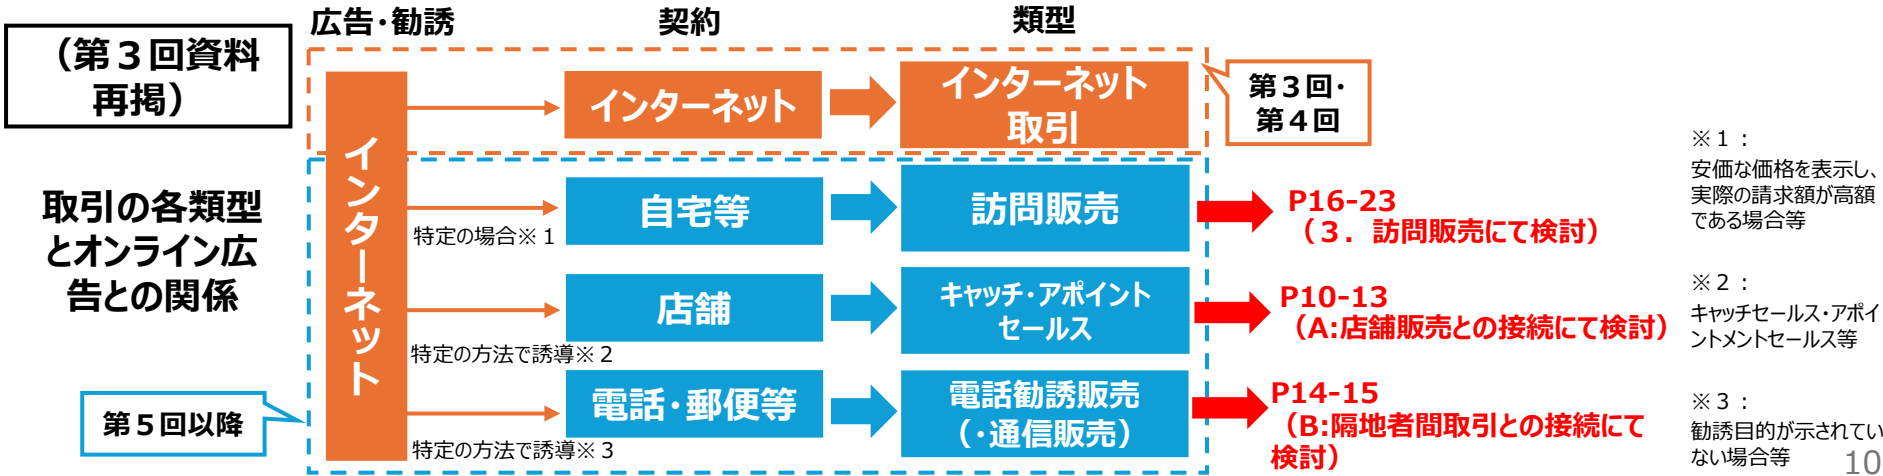 広告・勧誘
契約
類型
(第3回資料
再掲)
取引の各類型
とオンライン広
告との関係
インターネット
インターネット
インターネット
取引
第3回・
第4回
特定の場合※1
自宅等
訪問販売
P16-23
(3．訪問販売にて検討)
特定の方法で誘導※2
店舗
キャッチ・アポイント
セールス
P10-13
(A:店舗販売との接続にて検討)
特定の方法で誘導※3
電話・郵便等
電話勧誘販売
(・通信販売)
P14-15
(B:隔地者間取引との接続にて
検討)
第5回以降
※1：
安価な価格を表示し、
実際の請求額が高額
である場合等
※2：
キャッチセールス・アポイ
ントメントセールス等
※3：
勧誘目的が示されてい
ない場合等
10